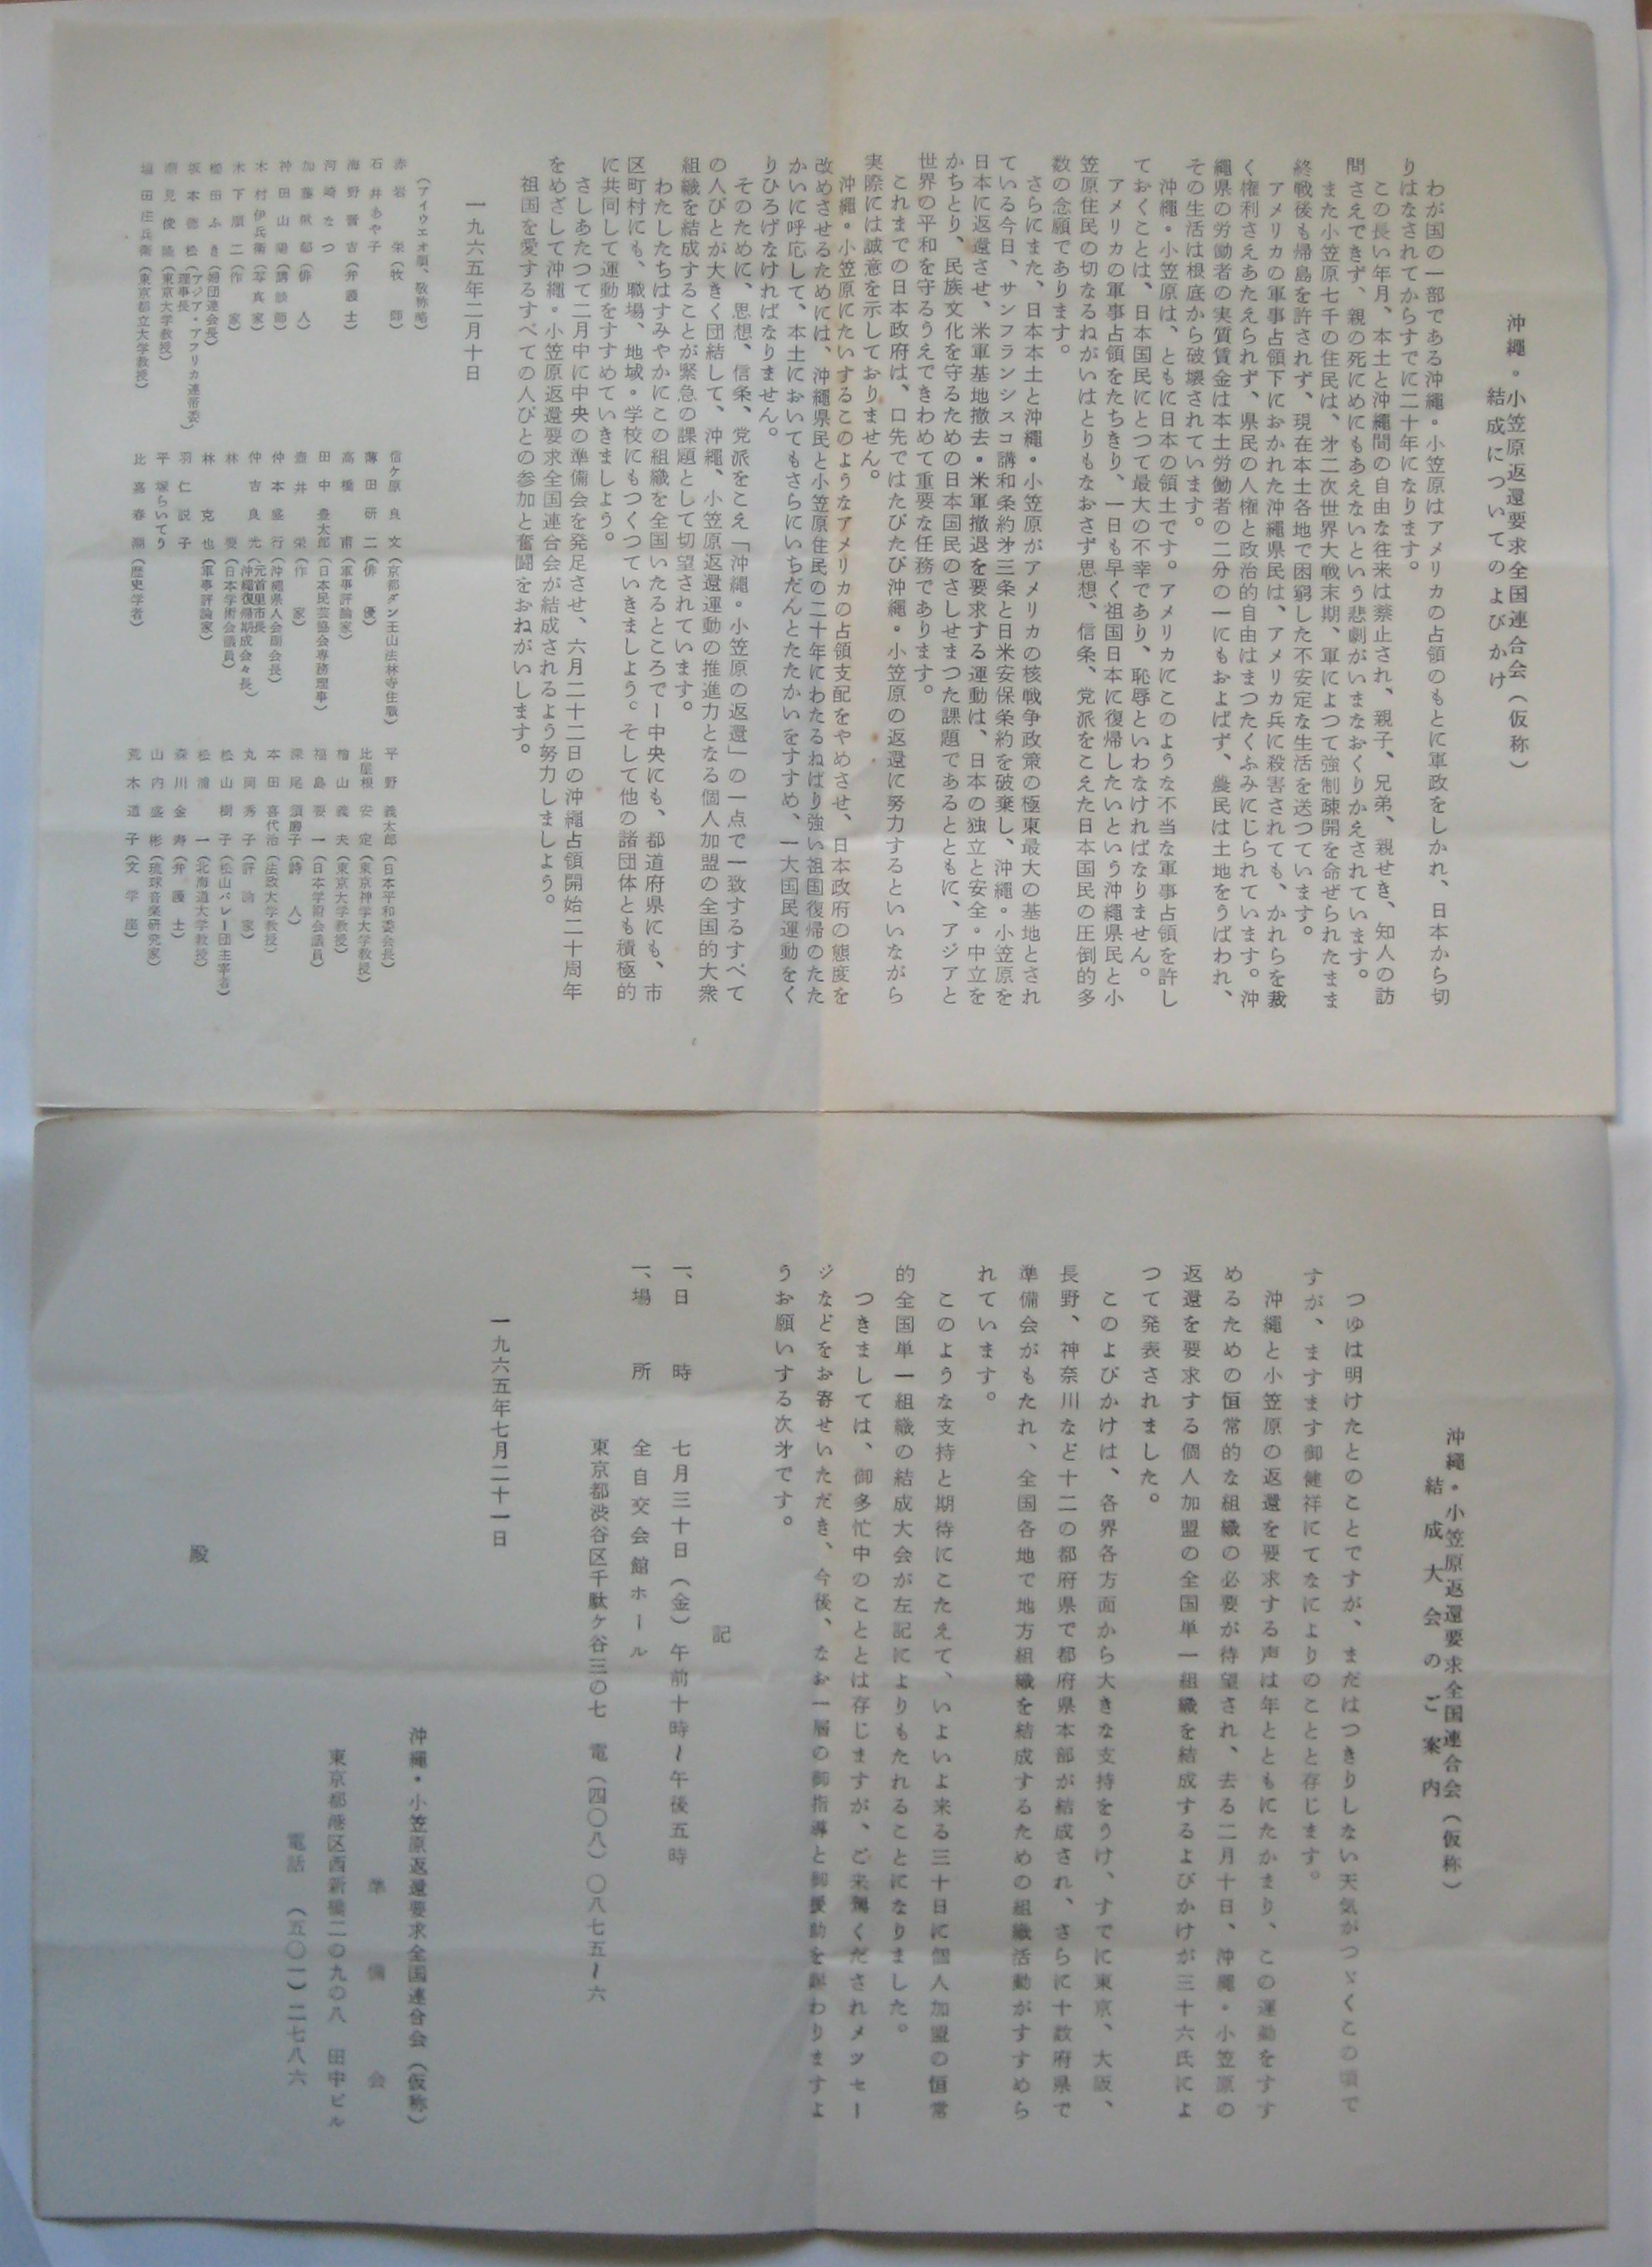 沖繩・小笠原返還要求全国連合会(仮称)
結成についてのよびかけ
わが国の一部である沖繩・小笠原はアメリカの占領のもとに軍政をしかれ、日本から切
りはなされてからすでに二十年になります。
この長い年月、本土と沖繩間の自由な往来は禁止され、親子、兄弟、親せき、知人の訪
問さえできず、親の死にめにもあえないという悲劇がいまなおくりかえされています。
また小笠原七千の住民は、才二次世界大戦末期、軍によつて強制疎開を命ぜられたまま
終戦後も帰島を許されず、現在本土各地で困窮した不安定な生活を送つています。
アメリカの軍事占領下におかれた沖繩県民は、アメリカ兵に殺害されても、かれらを裁
く権利さえあたえられず、県民の人権と政治的自由はまつたくふみにじられています。沖
繩県の労働者の実質賃金は本土労働者の二分の一にもおよばず、農民は土地をうばわれ、
その生活は根底から破壊されています。
沖繩・小笠原は、ともに日本の領土です。アメリカにこのような不当な軍事占領を許し
ておくことは、日本国民にとつて最大の不幸であり、恥辱といわなければなりません。
アメリカの軍事占領をたちきり、一日も早く祖国日本に復帰したいという沖繩県民と小
笠原住民の切なるねがいはとりもなおさず思想、信条、党派をこえた日本国民の圧倒的多
数の念願であります。
さらにまた、日本本土と沖繩・小笠原がアメリカの核戦争政策の極東最大の基地とされ
ている今日、サンフランシスコ講和条約才三条と日米安保条約を破棄し、沖繩・小笠原を
日本に返還させ、米軍基地撤去・米軍撤退を要求する運動は、日本の独立と安全・中立を
かちとり、民族文化を守るための日本国民のさしせまつた課題であるとともに、アジアと
世界の平和を守るうえできわめて重要な任務であります。
これまでの日本政府は、口先ではたびたび沖繩・小笠原の返還に努力するといいながら
実際には誠意を示しておりません。
沖繩・小笠原にたいするこのようなアメリカの占領支配をやめさせ、日本政府の態度を
改めさせるためには、沖繩県民と小笠原住民の二十年にわたるねばり強い祖国復帰のたた
かいに呼応して、本土においてもさらにいちだんとたたかいをすすめ、一大国民運動をく
りひろげなければなりません。
そのために、思想、信条、党派をこえ「沖繩・小笠原の返還」の一点で一致するすべて
の人びとが大きく団結して、沖繩、小笠原返還運動の推進力となる個人加盟の全国的大衆
組織を結成することが緊急の課題として切望されています。
わたしたちはすみやかにこの組織を全国いたるところで―中央にも、都道府県にも、市
区町村にも、職場、地域・学校にもつくつていきましよう。そして他の諸団体とも積極的
に共同して運動をすすめていきましよう。
さしあたつて二月中に中央の準備会を発足させ、六月二十二日の沖繩占領開始二十周年
をめざして沖繩・小笠原返還要求全国連合会が結成されるよう努力しましよう。
祖国を愛するすべての人びとの参加と奮闘をおねがいします。
一九六五年二月十日
(アイウエオ順、敬称略)
赤岩栄(牧師)
石井あや子
海野晋吉(弁護士)
河崎なつ
加藤楸邨(俳人)
神田山陽(講談師)
木村伊兵衛(写真家)
木下順二(作家)
櫛田ふき(婦団連会長)
坂本徳松(アジア・アフリカ連帯委理事長)
潮見俊隆(東京大学教授)
塩田庄兵衛(東京都立大学教授)
信ケ原良文(京都ダン王山法林寺住職)
薄田研二(俳優)
高橋甫(軍事評論家)
田中豊太郎(日本民芸協会専務理事)
壺井栄(作家)
仲本盛行(沖繩県人会副会長)
仲吉良光(元首里市長 沖繩復帰期成会々長)
林要(日本学術会議員)
林克也(軍事評論家)
羽仁説子
平塚らいてう
比嘉春潮(歴史学者)
平野義太郎(日本平和委会長)
比屋根安定(東京神学大学教授)
檜山義夫(東京大学教授)
福島要一(日本学術会議員)
深尾須磨子(詩人)
本田喜代治(法政大学教授)
丸岡秀子(評論家)
松山樹子(松山バレー団主宰者)
松浦一(北海道大学教授)
森川金寿(弁護士)
山内盛彬(琉球音楽研究家)
荒木道子(文学座)
沖繩・小笠原返還要求全国連合会(仮称)
結成大会のご案内
つゆは明けたとのことですが、まだはつきりしない天気がつゞくこの頃で
すが、ますます御健祥にてなによりのことと存じます。
沖繩と小笠原の返還を要求する声は年とともにたかまり、この運動をすす
めるための恒常的な組織の必要が待望され、去る二月十日、沖繩・小笠原の
返還を要求する個人加盟の全国単一組織を結成するよびかけが三十六氏によ
つて発表されました。
このよびかけは、各界各方面から大きな支持をうけ、すでに東京、大阪、
長野、神奈川など十二の都府県で都府県本部が結成され、さらに十数府県で
準備会がもたれ、全国各地で地方組織を結成するための組織活動がすすめら
れています。
このような支持と期待にこたえて、いよいよ来る三十日に個人加盟の恒常
的全国単一組織の結成大会が左記によりもたれることになりました。
つきましては、御多忙中のこととは存じますが、ご来駕くだされメツセー
ジなどをお寄せいただき、今後、なお一層の御指導と御援助を賜わりますよ
うお願いする次才です。
記
一、日時 七月三十日(金)午前十時~午後五時
一、場所 全自交会館ホール
東京都渋谷区千駄ケ谷三の七 電(四〇八)〇八七五~六
一九六五年七月二十一日
沖繩・小笠原返還要求全国連合会(仮称)
準備会
東京都港区西新橋二の九の八 田中ビル
電話 (五〇一)二七八六
殿